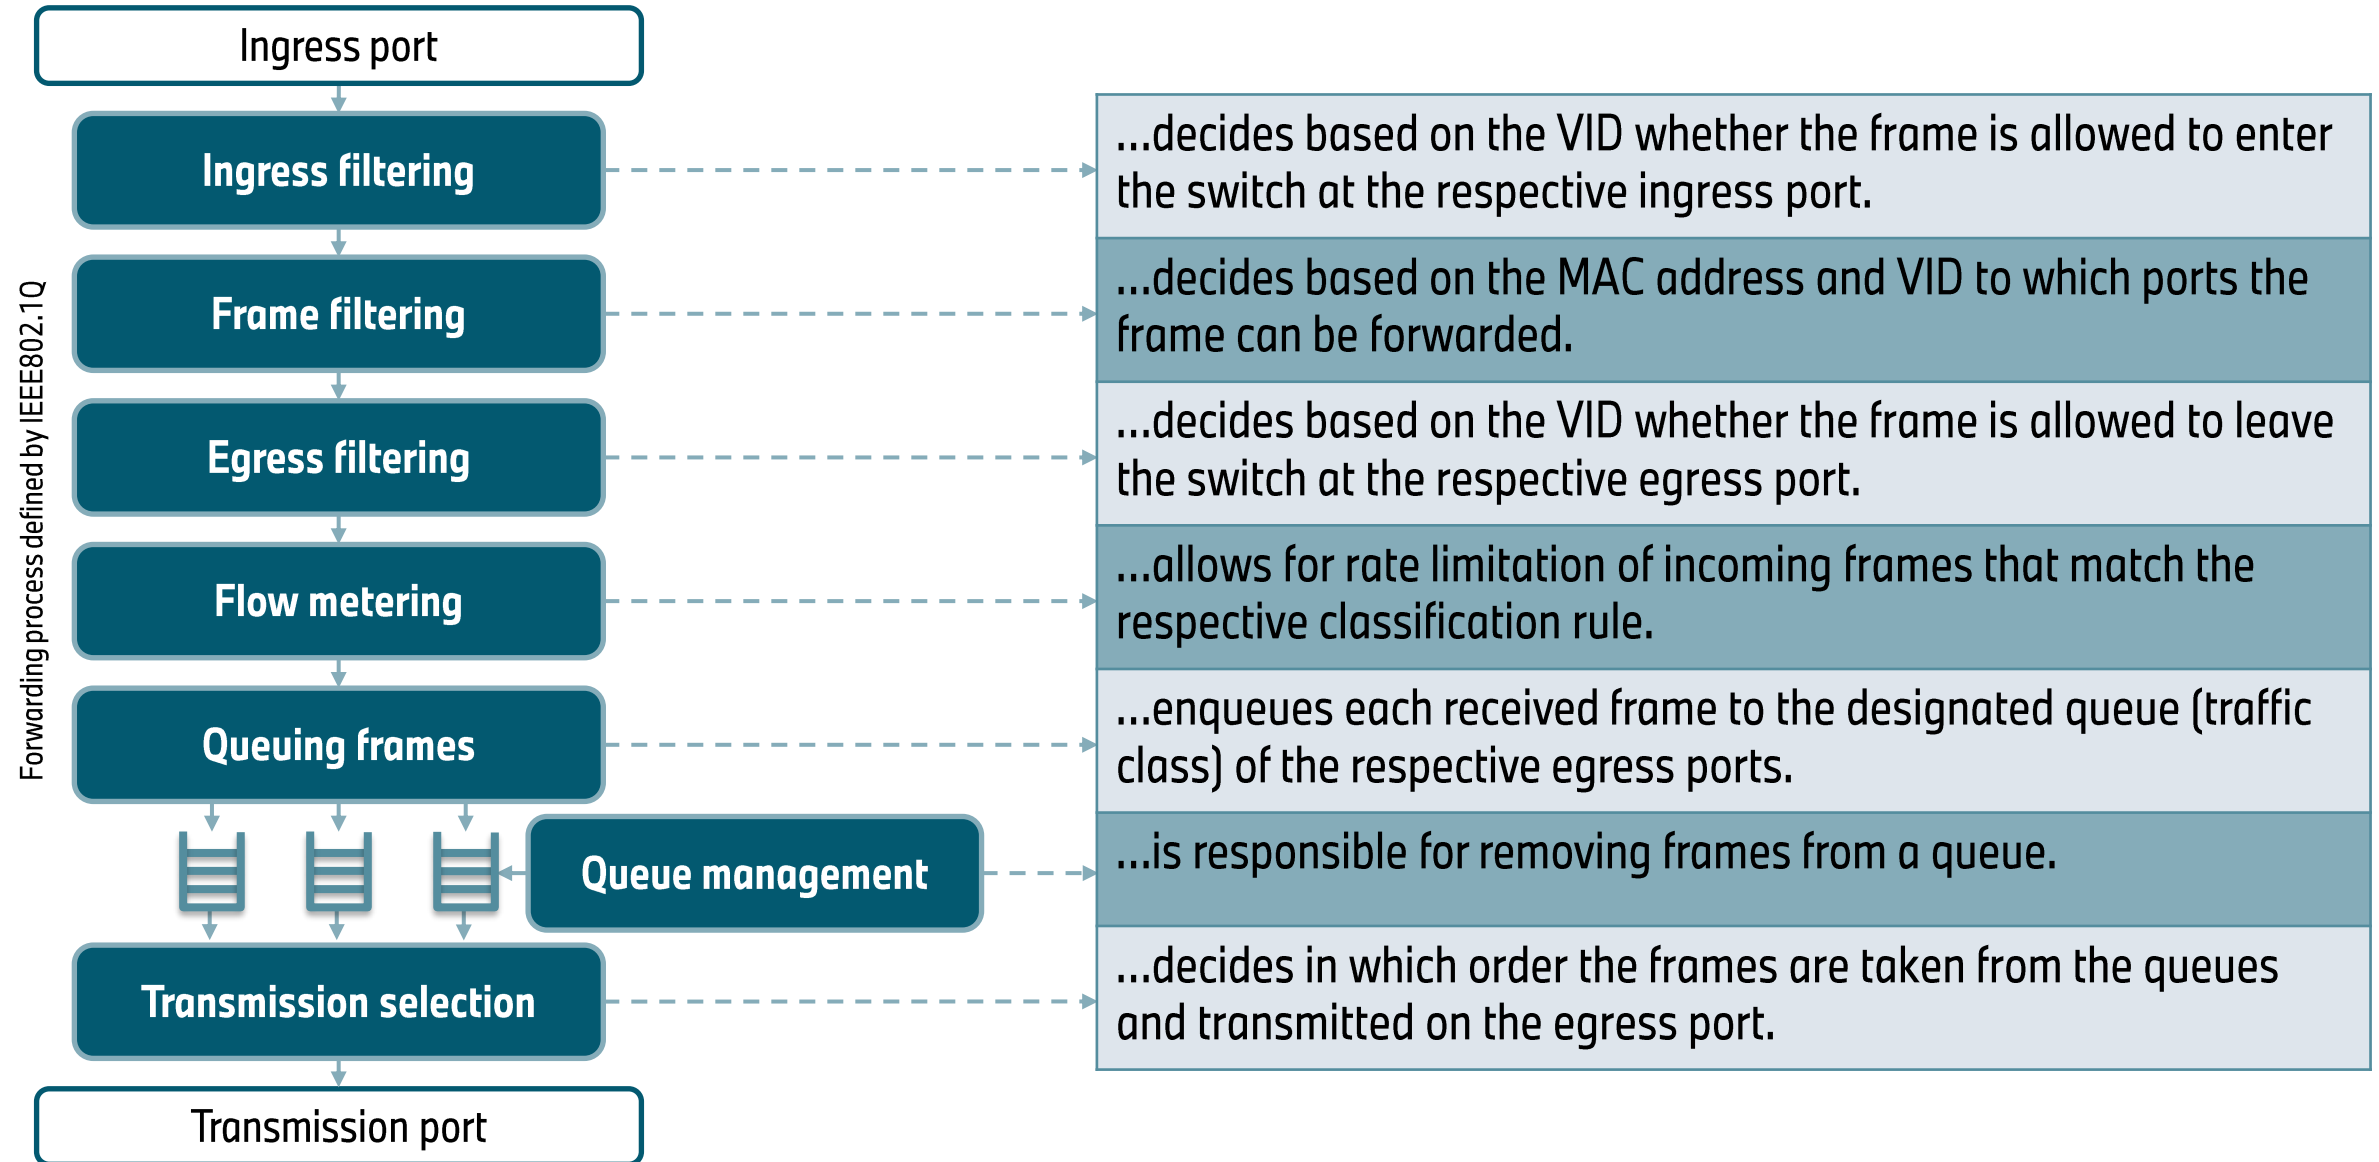 Ingress port
Forwarding process defined by IEEE802.1Q
Ingress filtering
...decides based on the VID whether the frame is allowed to enter
the switch at the respective ingress port.
Frame filtering
...decides based on the MAC address and VID to which ports the
frame can be forwarded.
Egress filtering
...decides based on the VID whether the frame is allowed to leave
the switch at the respective egress port.
Flow metering
...allows for rate limitation of incoming frames that match the
respective classification rule.
Queuing frames
...enqueues each received frame to the designated queue (traffic
class) of the respective egress ports.
Queue management
...is responsible for removing frames from a queue.
Transmission selection
...decides in which order the frames are taken from the queues
and transmitted on the egress port.
Transmission port